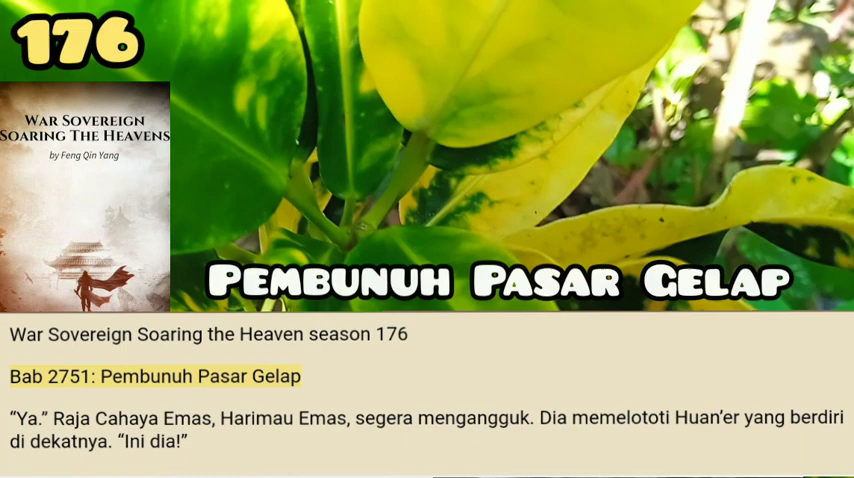 176
WAR SOVEREIGN
SOARING THE HEAVENS
by Feng Qin Yang
PEMBUNUH PASAR GELAP
War Sovereign Soaring the Heaven season 176
Bab 2751: Pembunuh Pasar Gelap
“Ya.” Raja Cahaya Emas, Harimau Emas, segera mengangguk. Dia memelototi Huan’er yang berdiri
di dekatnya. “Ini dia!”